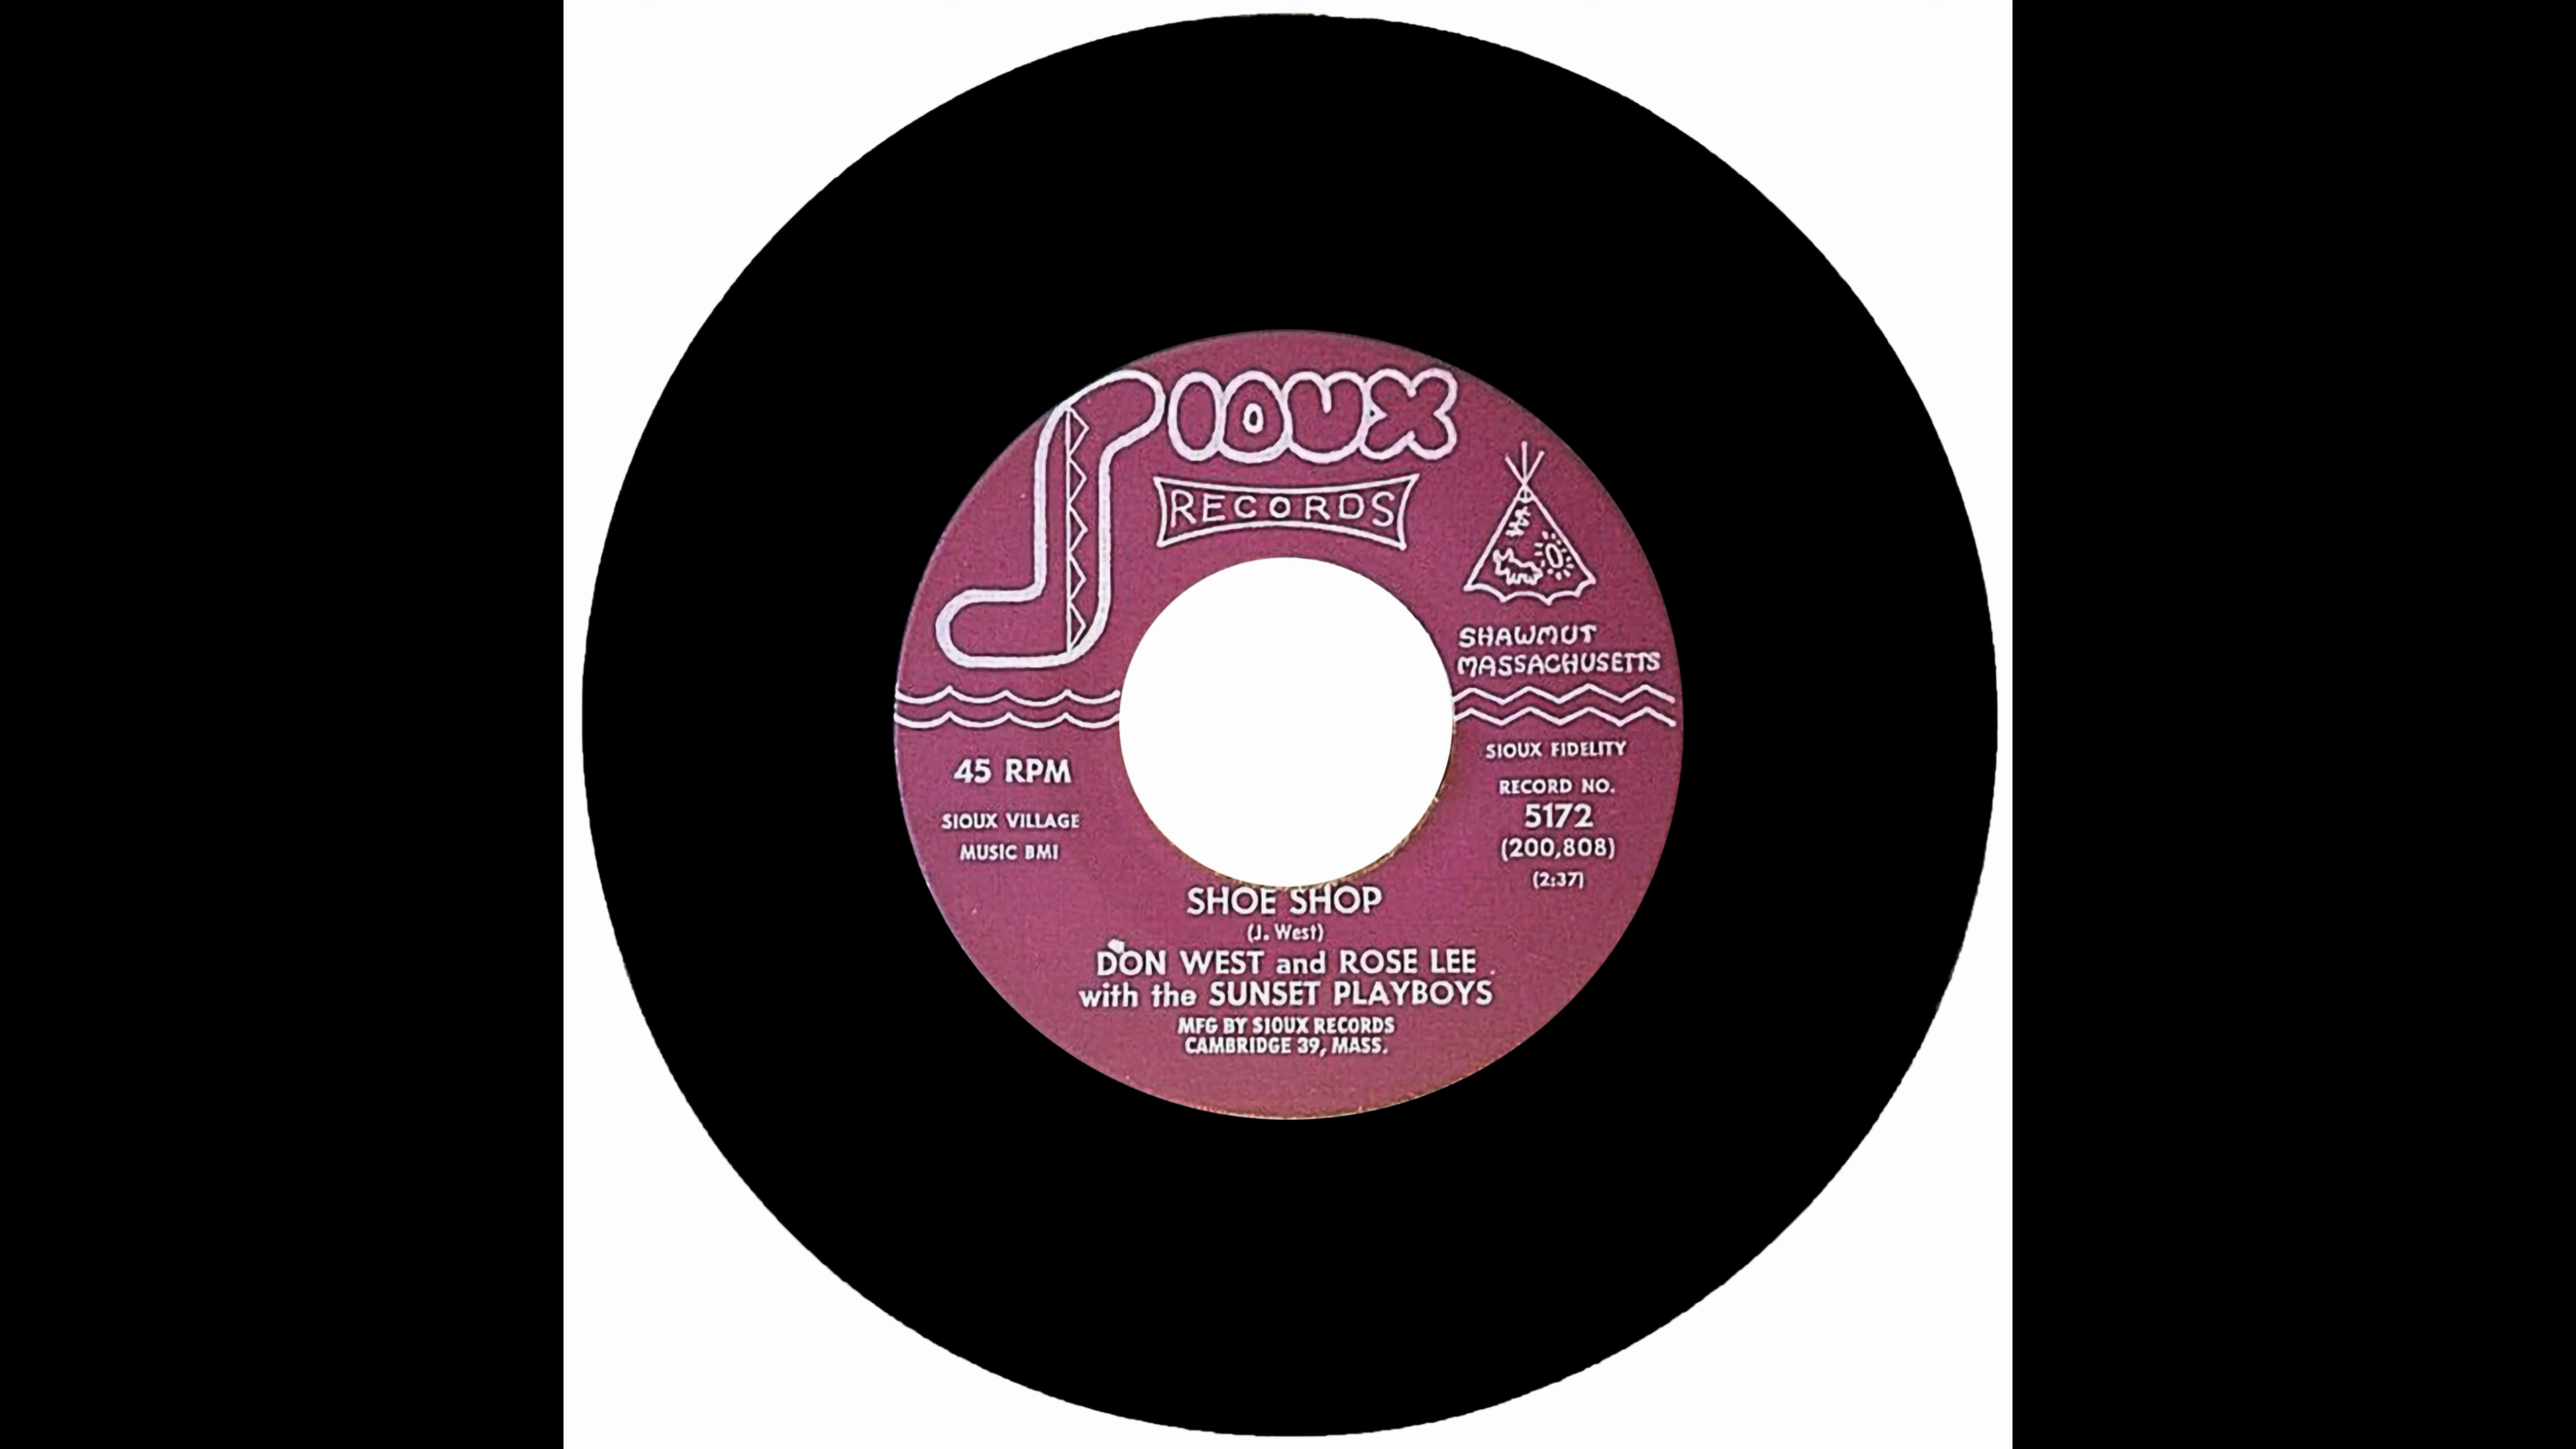 SIOUX
RECORDS
SHAWMUT
MASSACHUSETTS
45 RPM
SIOUX VILLAGE
MUSIC BMI
SIOUX FIDELITY
RECORD NO.
5172
(200,808)
(2:37)
SHOE SHOP
(J. West)
DON WEST and ROSE LEE
with the SUNSET PLAYBOYS
MFG BY SIOUX RECORDS
CAMBRIDGE 39, MASS.